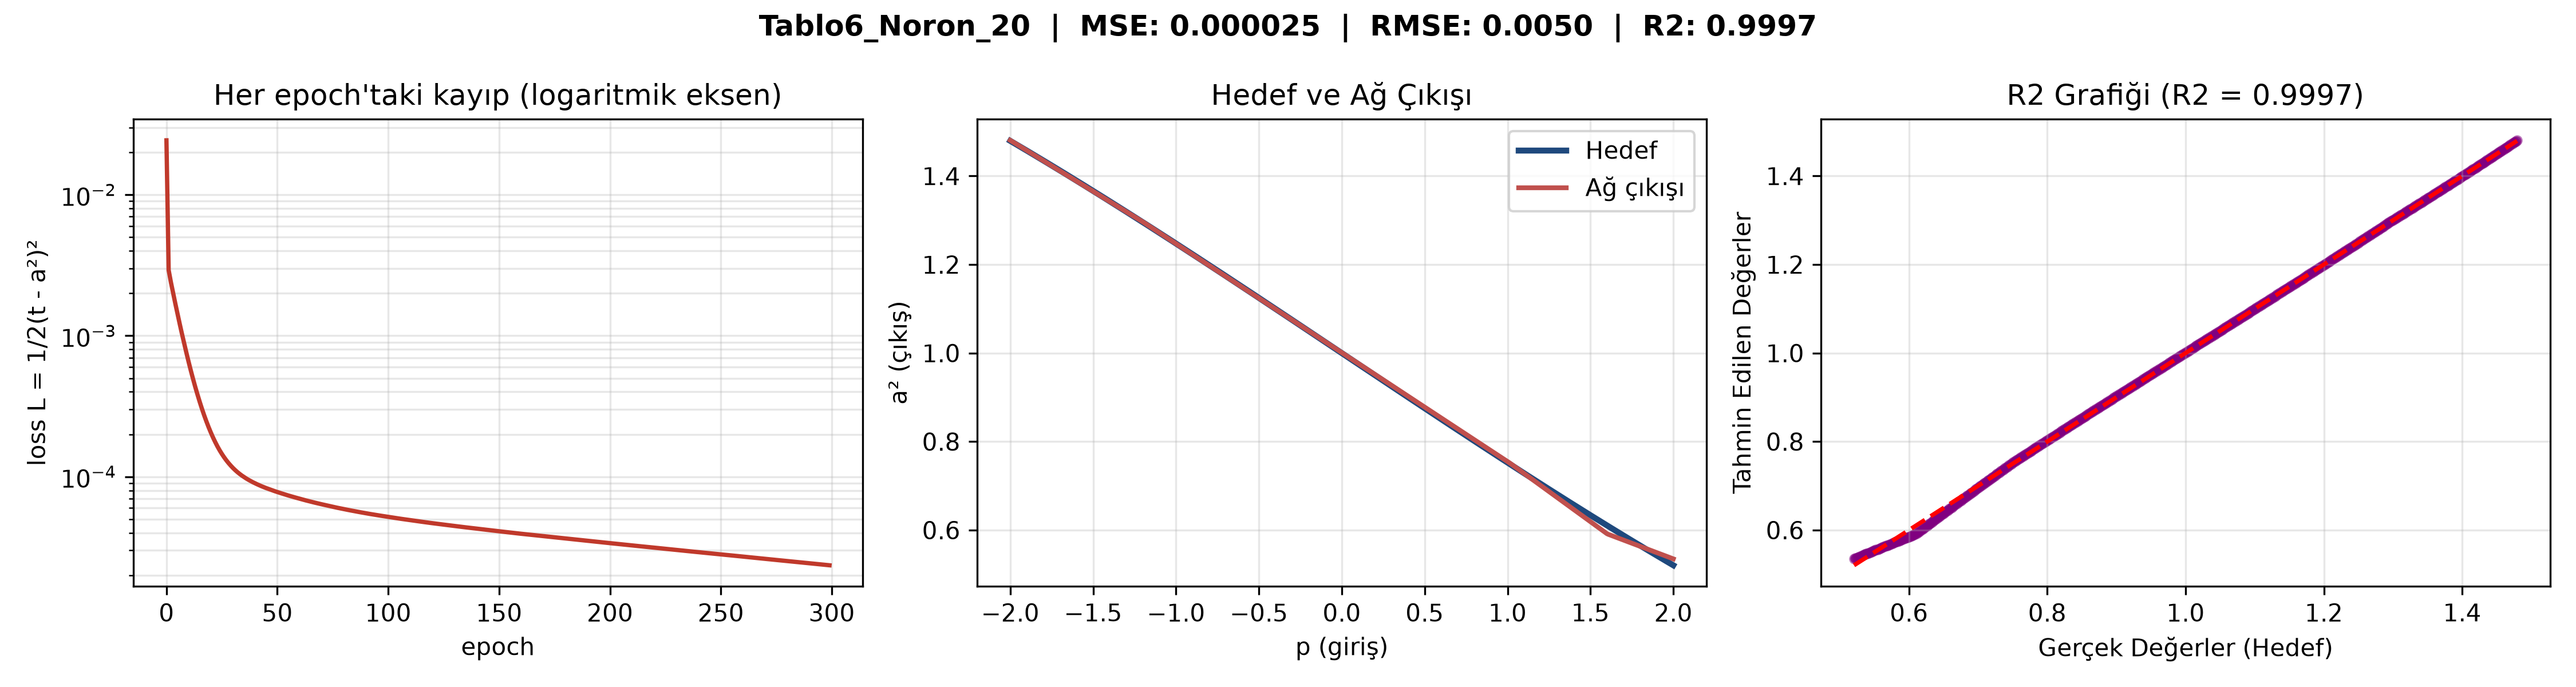 Tablo6_Noron_20 | MSE: 0.000025 | RMSE: 0.0050 | R2: 0.9997
Her epoch'taki kayıp (logaritmik eksen)
loss L = 1/2(t - a²)²
10⁻²
10⁻³
10⁻⁴
0 50 100 150 200 250 300
epoch
Hedef ve Ağ Çıkışı
Hedef
Ağ çıkışı
a² (çıkış)
1.4
1.2
1.0
0.8
0.6
−2.0 −1.5 −1.0 −0.5 0.0 0.5 1.0 1.5 2.0
p (giriş)
R2 Grafiği (R2 = 0.9997)
Tahmin Edilen Değerler
1.4
1.2
1.0
0.8
0.6
0.6 0.8 1.0 1.2 1.4
Gerçek Değerler (Hedef)